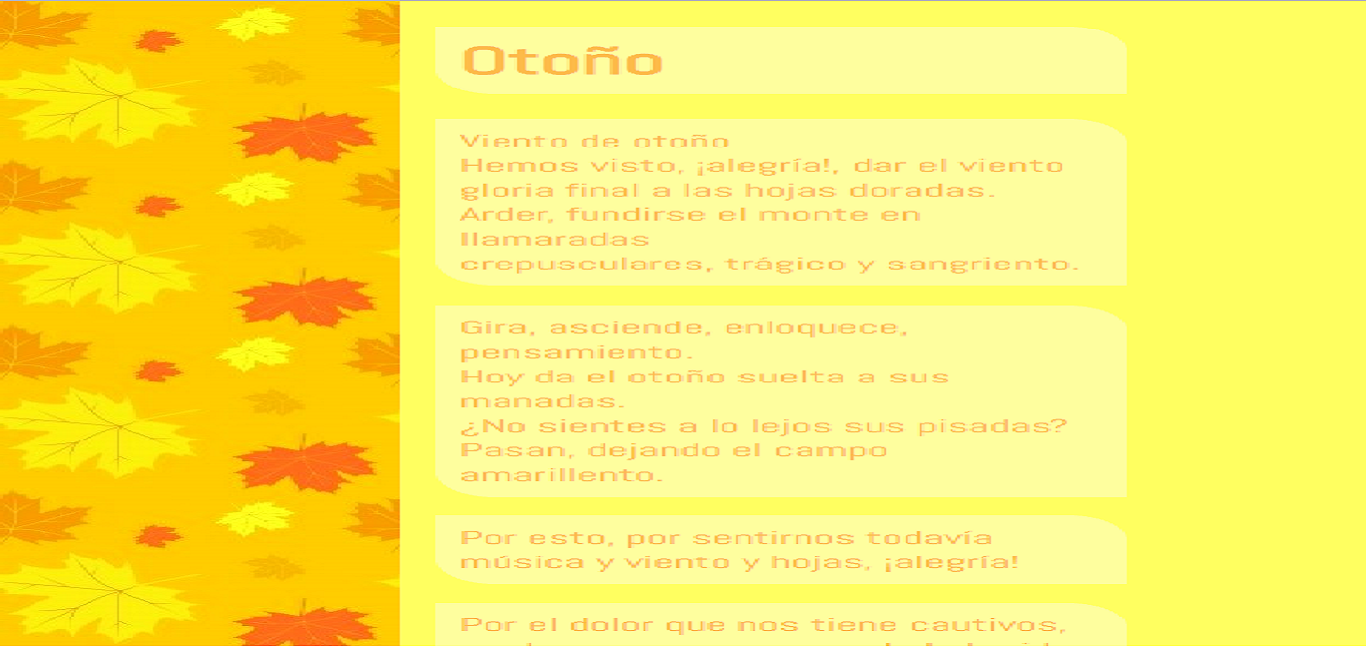 Otoño
Viento de otoño
Hemos visto, ¡alegría!, dar el viento
gloria final a las hojas doradas.
Arder, fundirse el monte en
llamaradas
crepusculares, trágico y sangriento.
Gira, asciende, enloquece,
pensamiento.
Hoy da el otoño suelta a sus
manadas.
¿No sientes a lo lejos sus pisadas?
Pasan, dejando el campo
amarillento.
Por esto, por sentirnos todavía
música y viento y hojas, ¡alegría!
Por el dolor que nos tiene cautivos,